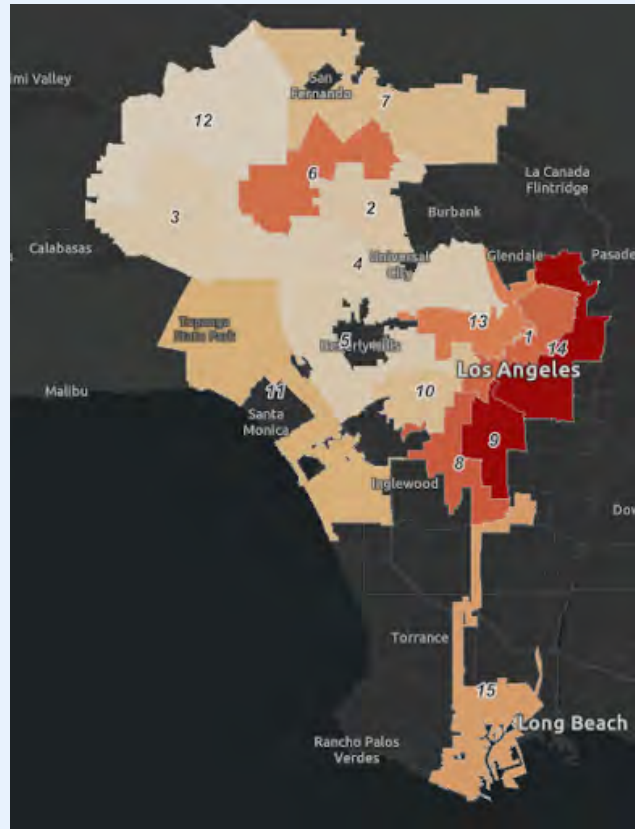 imi Valley
San
Fernando
7
12
La Canada
Flintridge
6
3
2
Burbank
Calabasas
4
Universal
City
Glendale
Pasade
Topanga
State Park
13
1
5
Beverly Hills
14
Los Angeles
Malibu
11
10
Santa
Monica
9
8
Inglewood
Dow
Torrance
15
Long Beach
Rancho Palos
Verdes